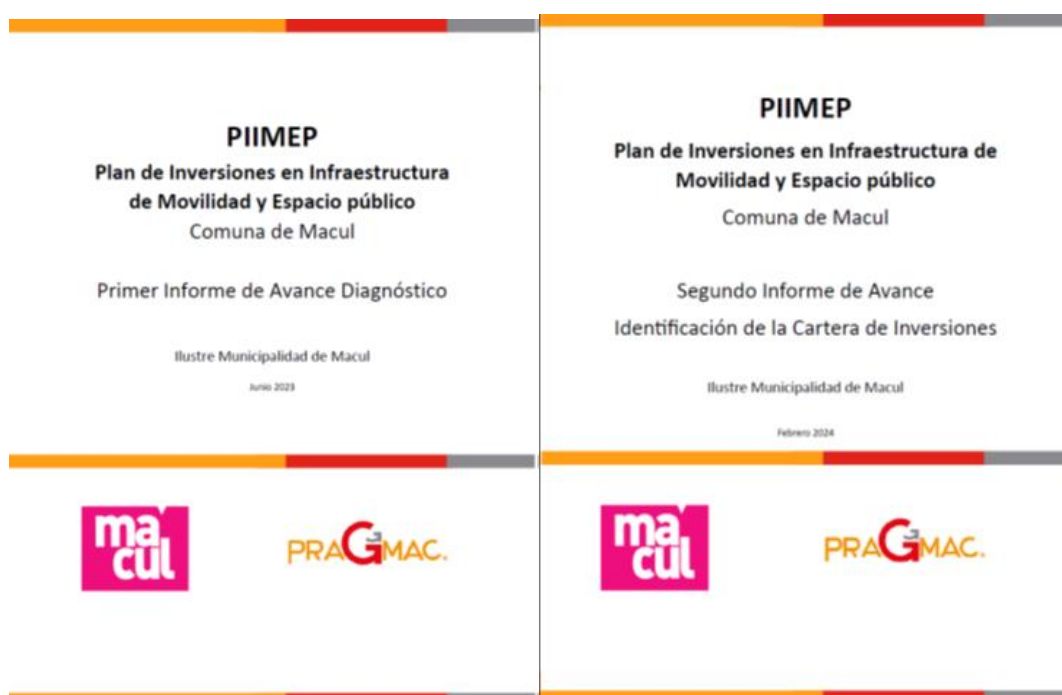 PIIMEP
Plan de Inversiones en Infraestructura
de Movilidad y Espacio público
Comuna de Macul
Primer Informe de Avance Diagnóstico
Ilustre Municipalidad de Macul
Junio 2023
má
cul
PRAGMAC.
PIIMEP
Plan de Inversiones en Infraestructura de
Movilidad y Espacio público
Comuna de Macul
Segundo Informe de Avance
Identificación de la Cartera de Inversiones
Ilustre Municipalidad de Macul
Febrero 2024
má
cul
PRAGMAC.